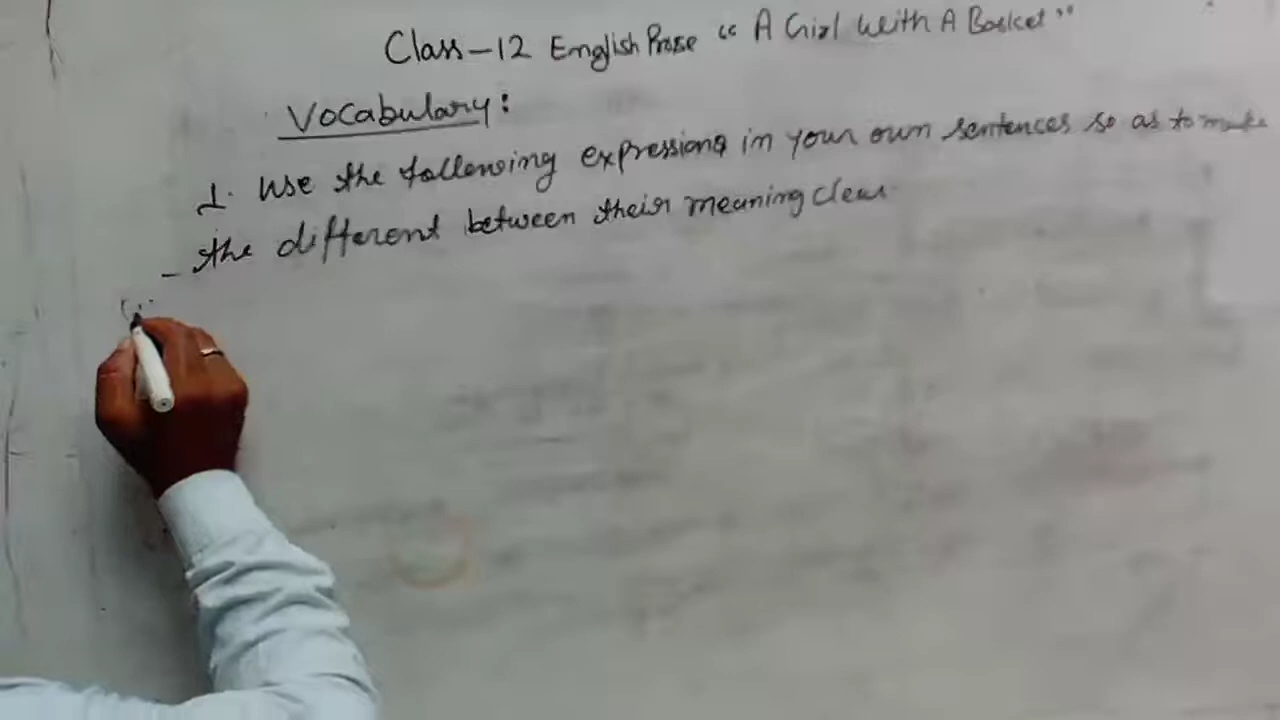 Class-12 English Prose "A Girl With A Basket"
Vocabulary:
1. Use the following expressions in your own sentences so as to make
- the different between their meaning clear